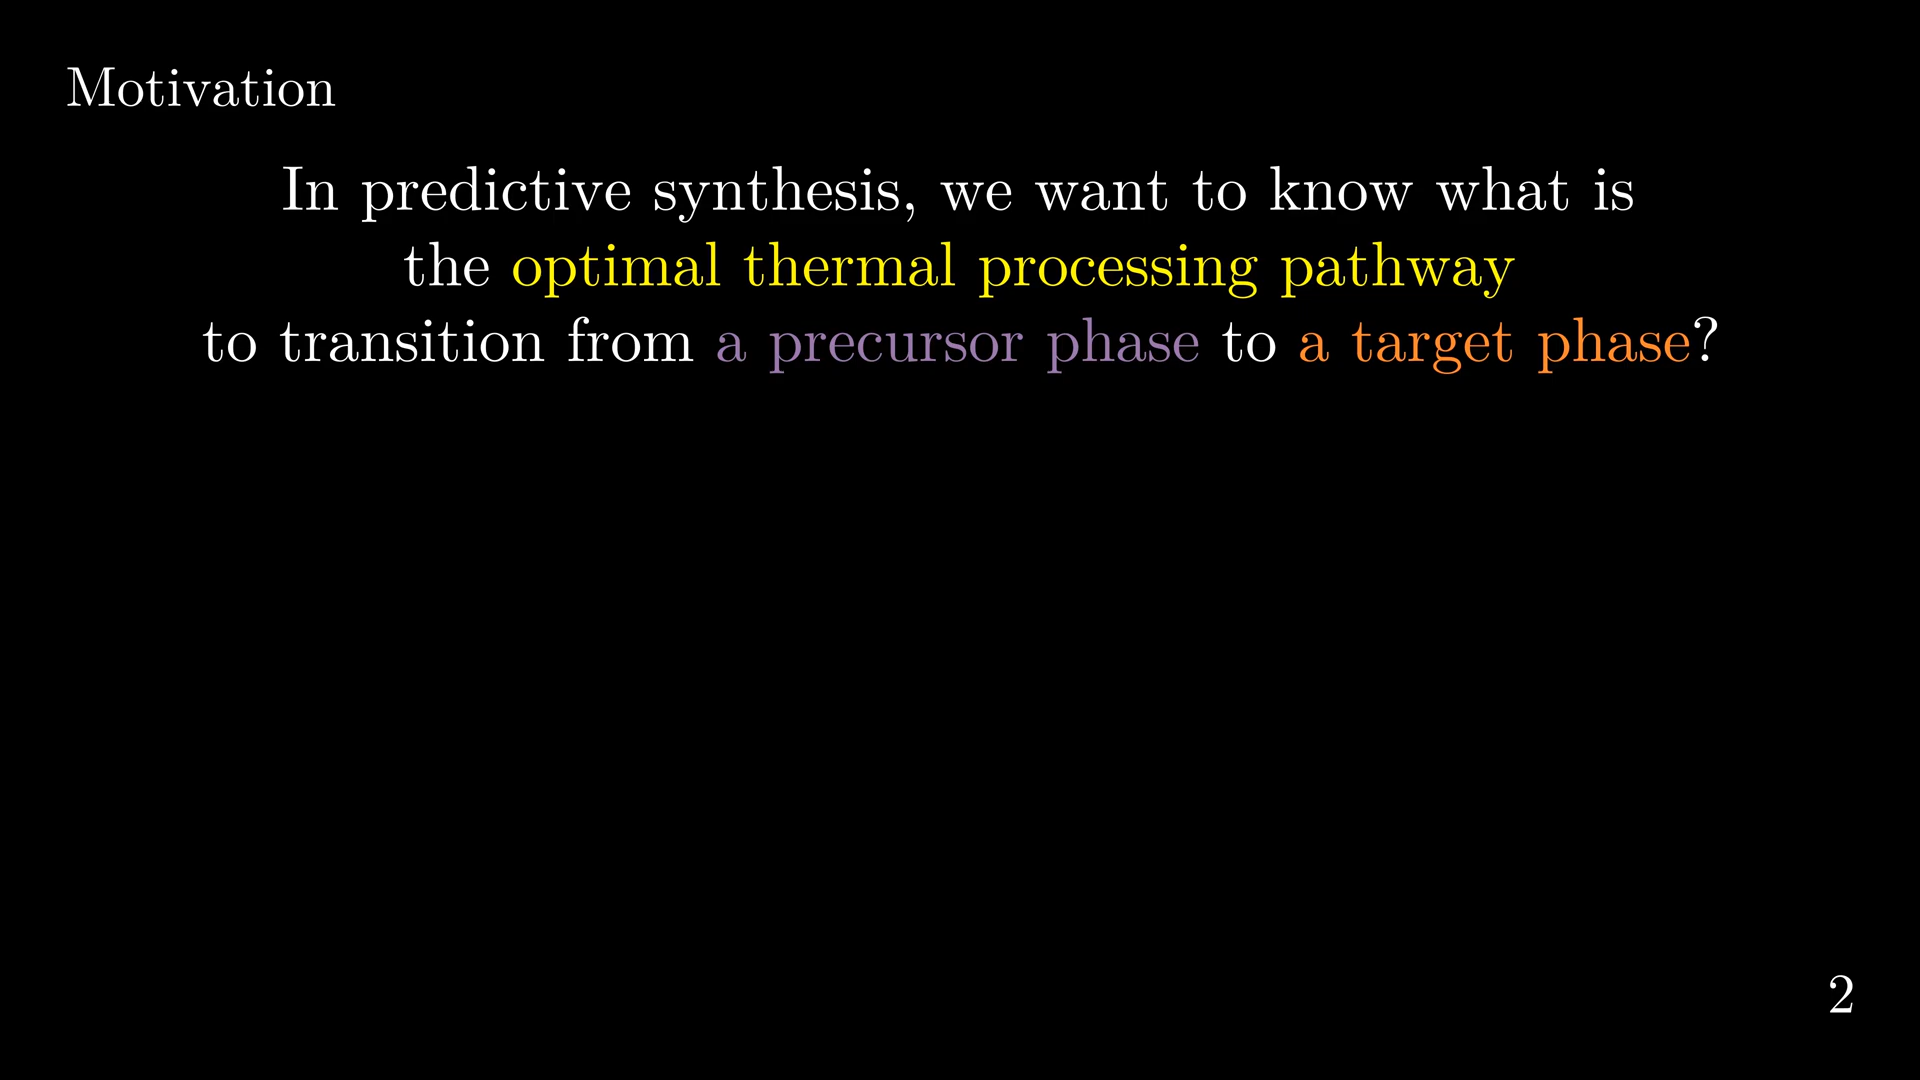 Motivation
In predictive synthesis, we want to know what is
the optimal thermal processing pathway
to transition from a precursor phase to a target phase?
2